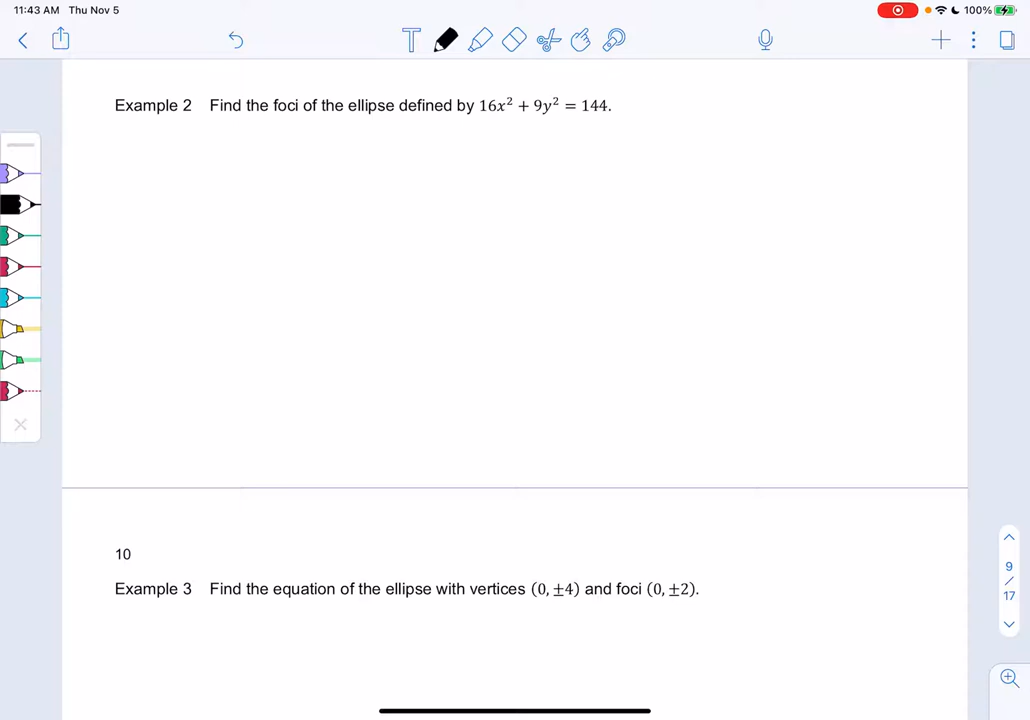 11:43 AM Thu Nov 5 100%
T
Example 2 Find the foci of the ellipse defined by 16x² + 9y² = 144.
10
Example 3 Find the equation of the ellipse with vertices (0, ±4) and foci (0, ±2).
9
/
17